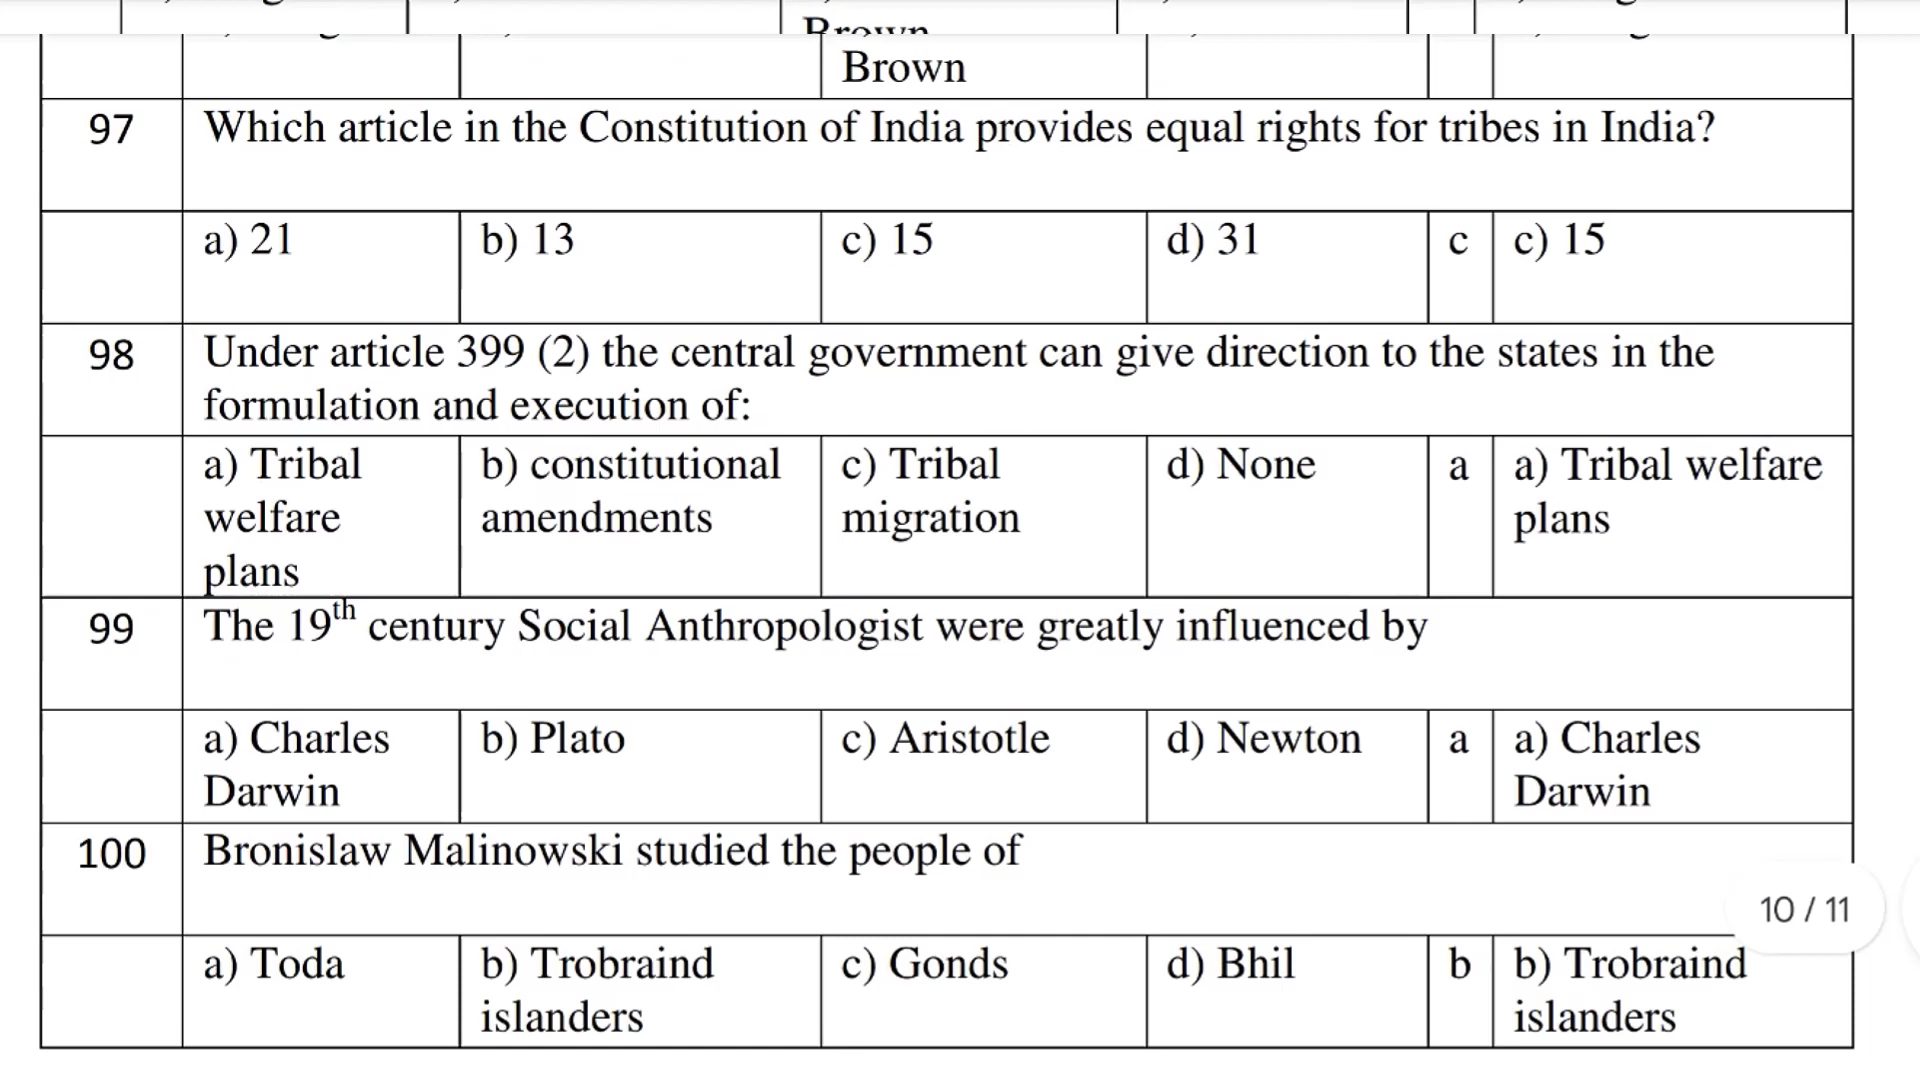 Brown
97 Which article in the Constitution of India provides equal rights for tribes in India?
a) 21 b) 13 c) 15 d) 31 c c) 15
98 Under article 399 (2) the central government can give direction to the states in the
formulation and execution of:
a) Tribal b) constitutional c) Tribal d) None a a) Tribal welfare
welfare amendments migration plans
plans
99 The 19th century Social Anthropologist were greatly influenced by
a) Charles b) Plato c) Aristotle d) Newton a a) Charles
Darwin Darwin
100 Bronislaw Malinowski studied the people of
10 / 11
a) Toda b) Trobraind c) Gonds d) Bhil b b) Trobraind
islanders islanders